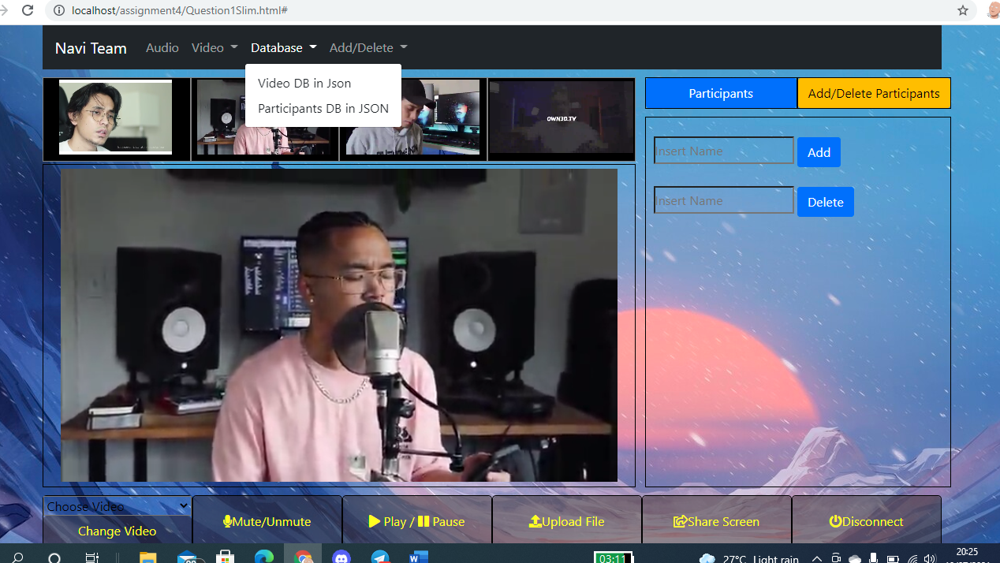 localhost/assignment4/Question1Slim.html#
Navi Team Audio Video Database Add/Delete
Video DB in Json
Participants DB in JSON
OWN3D.TV
Participants Add/Delete Participants
Insert Name Add
Insert Name Delete
Choose Video
Change Video
Mute/Unmute
Play / Pause
Upload File
Share Screen
Disconnect
03:11
27°C Light rain
20:25